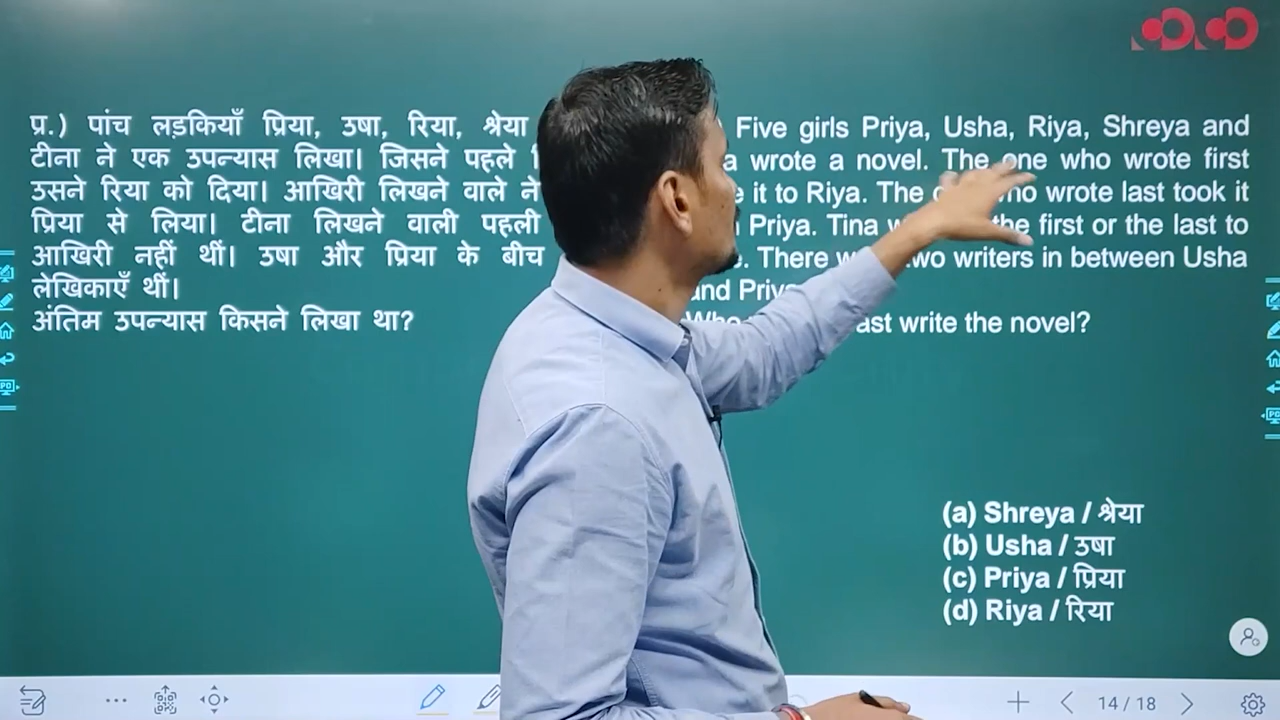 प्र.) पांच लड़कियाँ प्रिया, उषा, रिया, श्रेया
टीना ने एक उपन्यास लिखा। जिसने पहले
उसने रिया को दिया। आखिरी लिखने वाले ने
प्रिया से लिया। टीना लिखने वाली पहली
आखिरी नहीं थीं। उषा और प्रिया के बीच
लेखिकाएँ थीं।
अंतिम उपन्यास किसने लिखा था?
Five girls Priya, Usha, Riya, Shreya and
wrote a novel. The one who wrote first
it to Riya. The who wrote last took it
Priya. Tina the first or the last to
There two writers in between Usha
and
write the novel?
(a) Shreya / श्रेया
(b) Usha / उषा
(c) Priya / प्रिया
(d) Riya / रिया
14 / 18